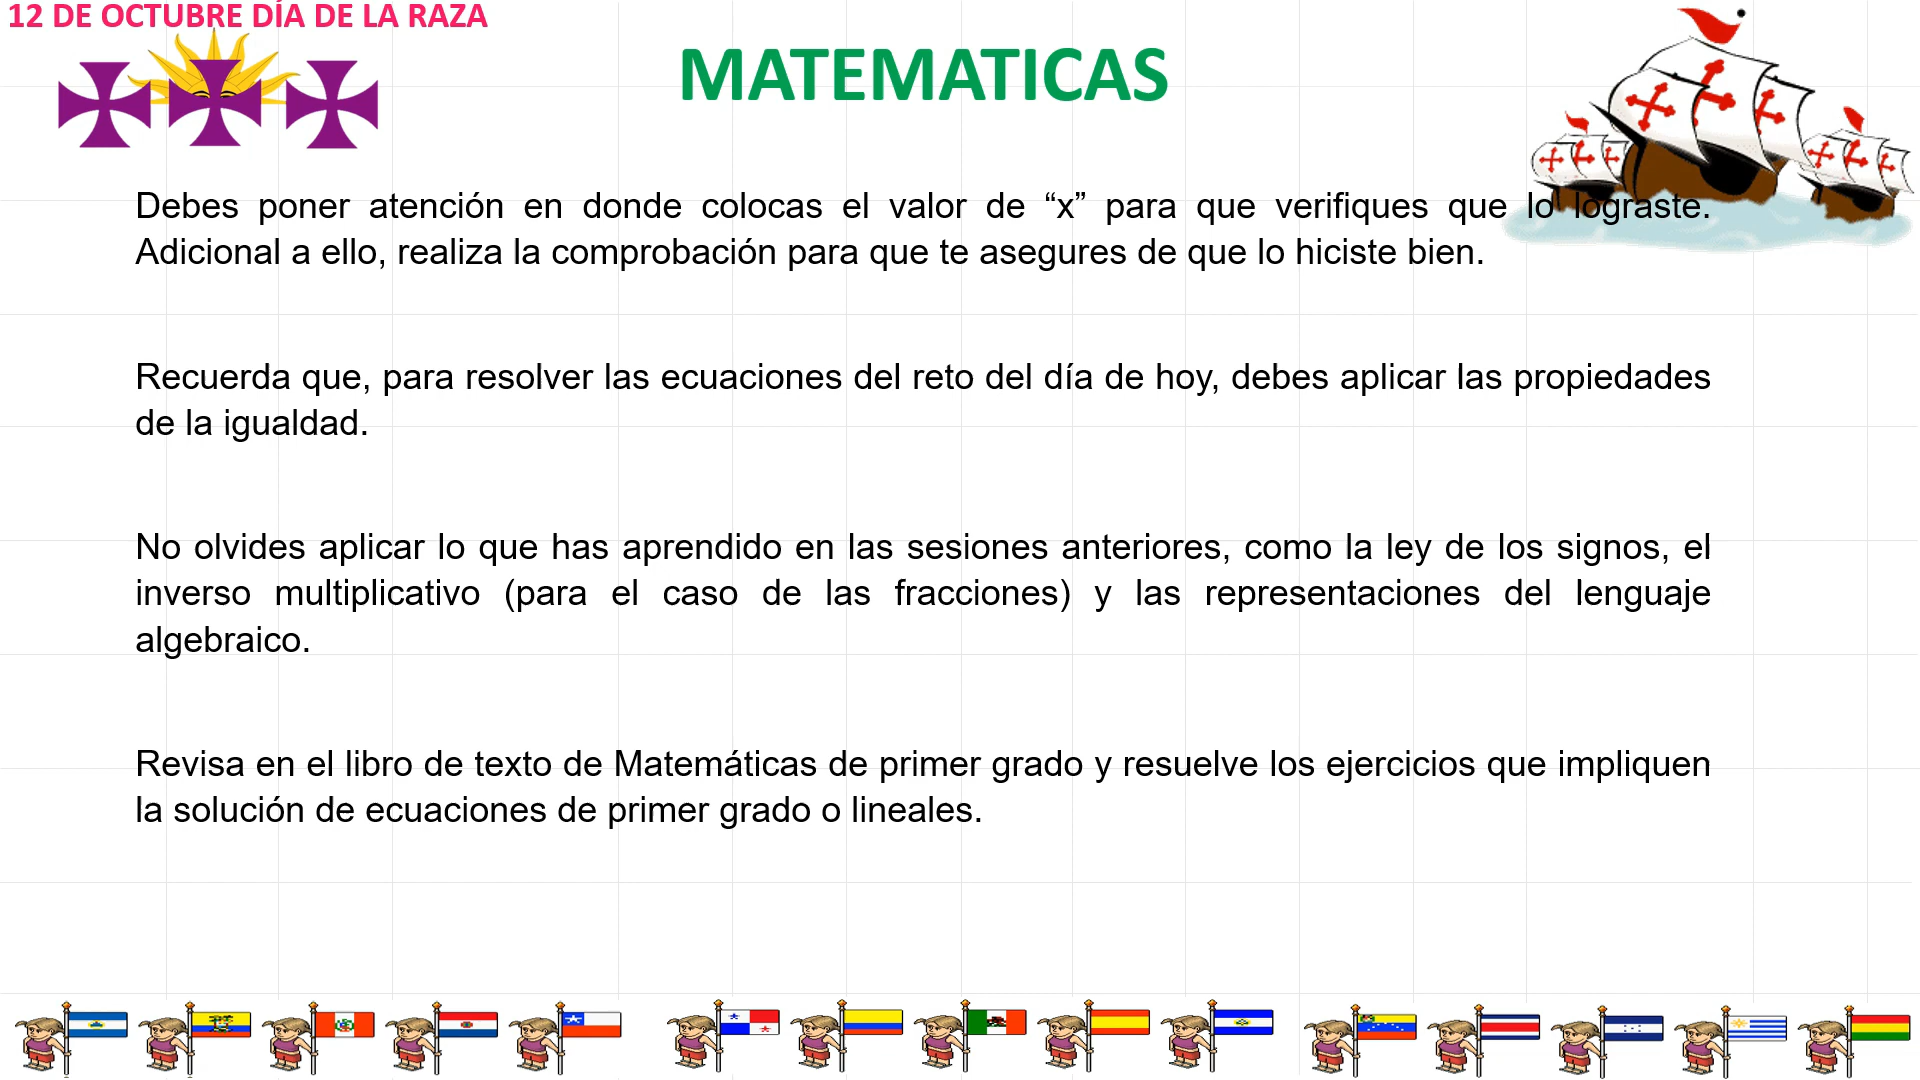 12 DE OCTUBRE DÍA DE LA RAZA
MATEMATICAS
Debes poner atención en donde colocas el valor de “x” para que verifiques que lo lograste.
Adicional a ello, realiza la comprobación para que te asegures de que lo hiciste bien.
Recuerda que, para resolver las ecuaciones del reto del día de hoy, debes aplicar las propiedades
de la igualdad.
No olvides aplicar lo que has aprendido en las sesiones anteriores, como la ley de los signos, el
inverso multiplicativo (para el caso de las fracciones) y las representaciones del lenguaje
algebraico.
Revisa en el libro de texto de Matemáticas de primer grado y resuelve los ejercicios que impliquen
la solución de ecuaciones de primer grado o lineales.